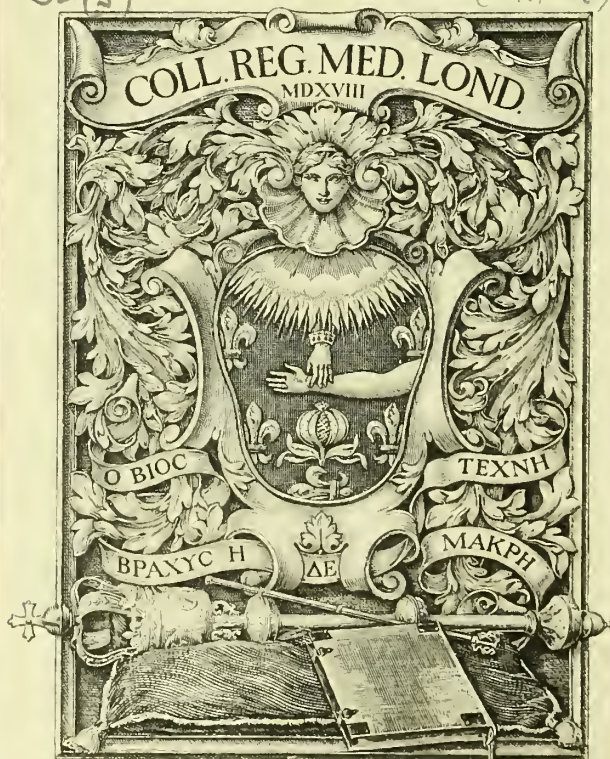 COLL. REG. MED. LOND.
MDXVIII
Ο ΒΙΟC
ΒΡΑΧΥC Η
ΔΕ
ΤΕΧΝΗ
ΜΑΚΡΗ